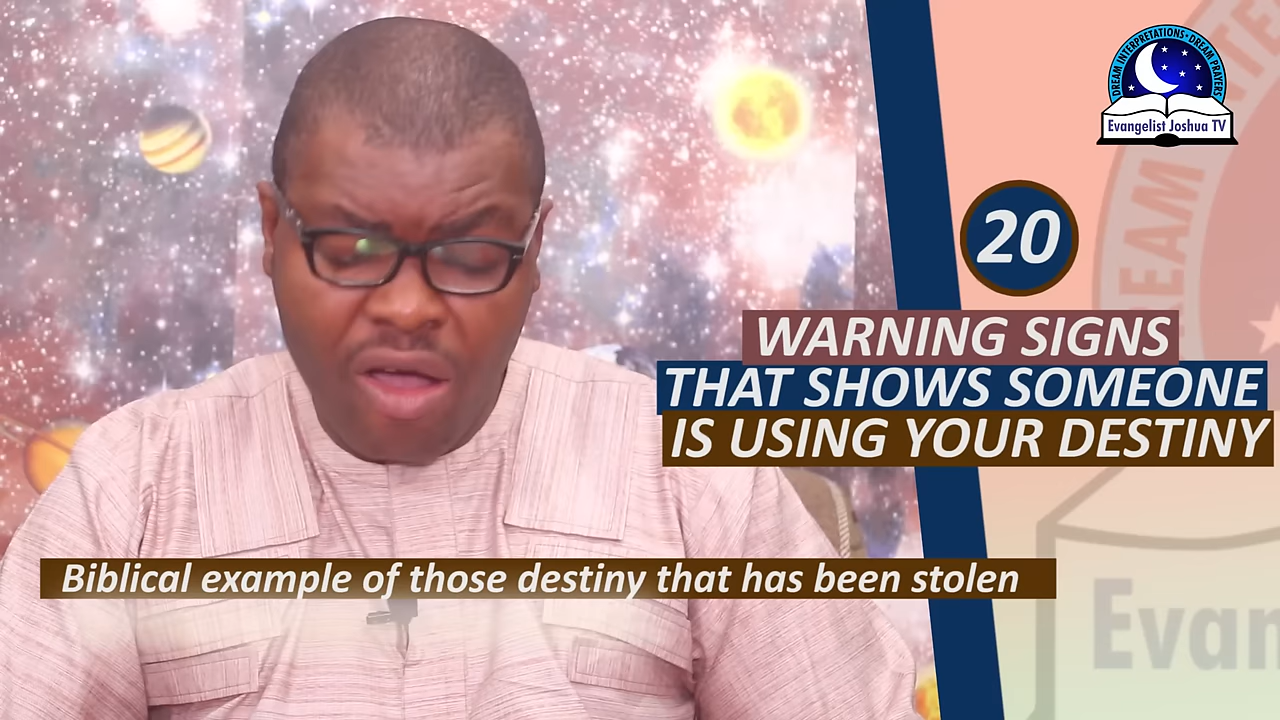 DREAM INTERPRETATIONS • DREAM PRAYERS
Evangelist Joshua TV
20
WARNING SIGNS
THAT SHOWS SOMEONE
IS USING YOUR DESTINY
Biblical example of those destiny that has been stolen
Evan